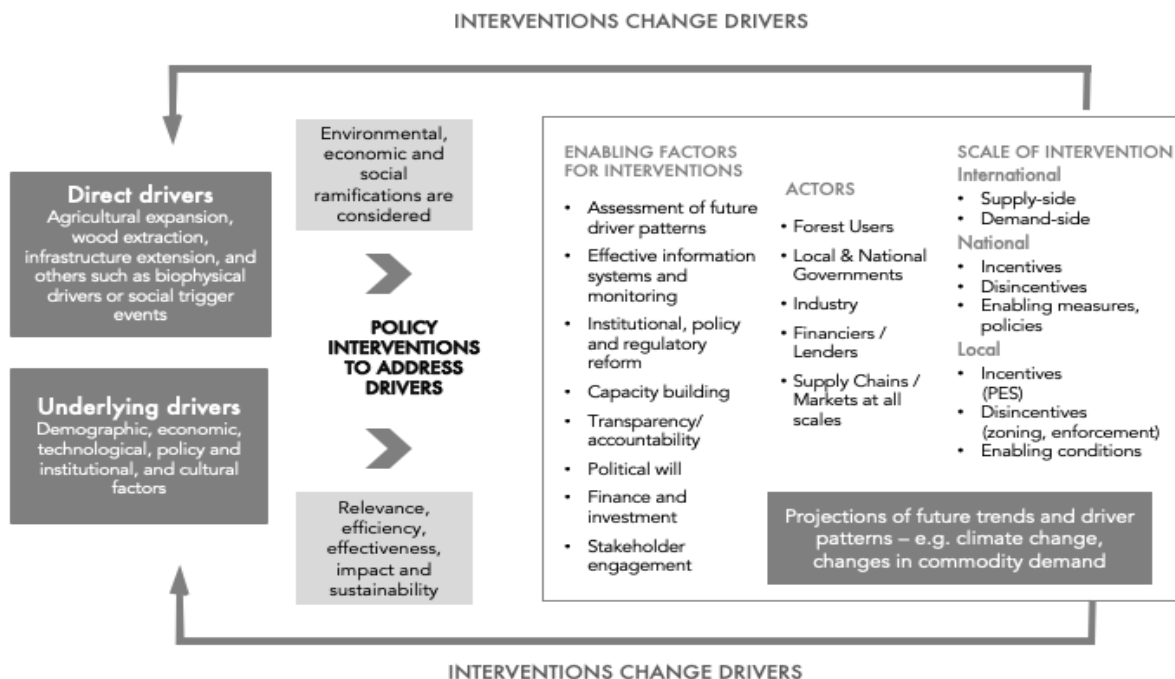 INTERVENTIONS CHANGE DRIVERS
Direct drivers
Agricultural expansion,
wood extraction,
infrastructure extension, and
others such as biophysical
drivers or social trigger
events
Underlying drivers
Demographic, economic,
technological, policy and
institutional, and cultural
factors
Environmental,
economic and
social
ramifications are
considered
POLICY
INTERVENTIONS
TO ADDRESS
DRIVERS
Relevance,
efficiency,
effectiveness,
impact and
sustainability
ENABLING FACTORS
FOR INTERVENTIONS
• Assessment of future
driver patterns
• Effective information
systems and
monitoring
• Institutional, policy
and regulatory
reform
• Capacity building
• Transparency/
accountability
• Political will
• Finance and
investment
• Stakeholder
engagement
ACTORS
• Forest Users
• Local & National
Governments
• Industry
• Financiers /
Lenders
• Supply Chains /
Markets at all
scales
SCALE OF INTERVENTION
International
• Supply-side
• Demand-side
National
• Incentives
• Disincentives
• Enabling measures,
policies
Local
• Incentives
(PES)
• Disincentives
(zoning, enforcement)
• Enabling conditions
Projections of future trends and driver
patterns – e.g. climate change,
changes in commodity demand
INTERVENTIONS CHANGE DRIVERS